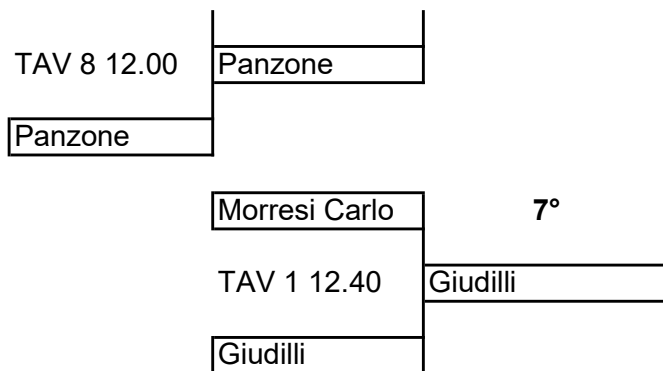 TAV 8 12.00 Panzone
Panzone
Morresi Carlo 7°
TAV 1 12.40 Giudilli
Giudilli